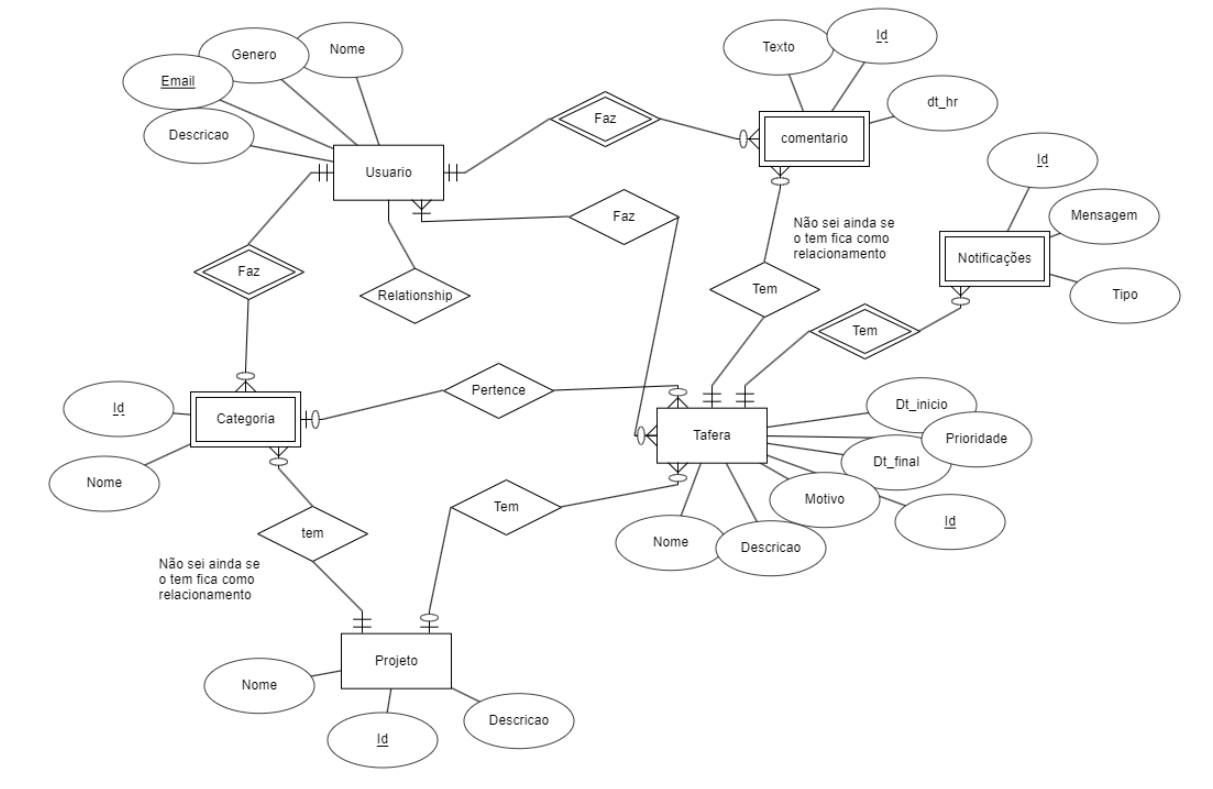 Nome
Genero
Email
Descricao
Usuario
Faz
Texto
Id
dt_hr
comentario
Id
Mensagem
Notificações
Tipo
Faz
Não sei ainda se
o tem fica como
relacionamento
Faz
Relationship
Tem
Tem
Pertence
Id
Categoria
Nome
Tafera
Dt_inicio
Prioridade
Dt_final
Motivo
Id
Nome
Descricao
Tem
tem
Não sei ainda se
o tem fica como
relacionamento
Projeto
Nome
Id
Descricao